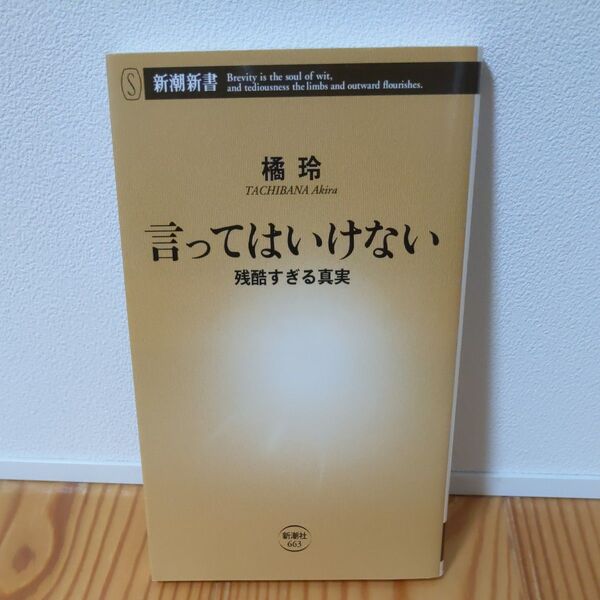 S 新潮新書
Brevity is the soul of wit,
and tediousness the limbs and outward flourishes.
橘 玲
TACHIBANA Akira
言ってはいけない
残酷すぎる真実
新潮社
663